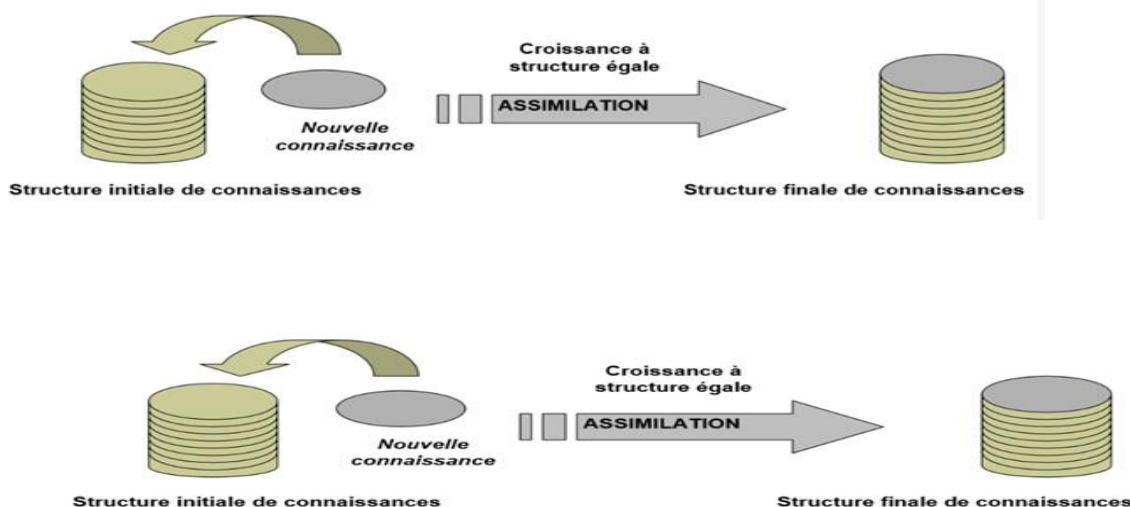 Croissance à
structure égale
ASSIMILATION
Nouvelle
connaissance
Structure initiale de connaissances
Structure finale de connaissances
Croissance à
structure égale
ASSIMILATION
Nouvelle
connaissance
Structure initiale de connaissances
Structure finale de connaissances